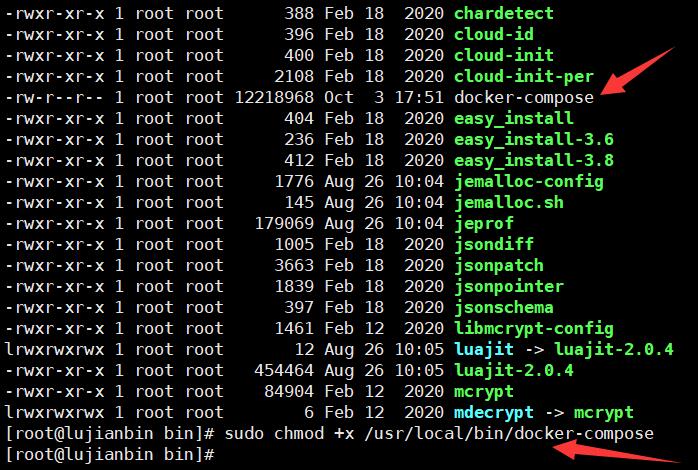 -rwxr-xr-x 1 root root      388 Feb 18  2020 chardetect
-rwxr-xr-x 1 root root      396 Feb 18  2020 cloud-id
-rwxr-xr-x 1 root root      400 Feb 18  2020 cloud-init
-rwxr-xr-x 1 root root     2108 Feb 18  2020 cloud-init-per
-rw-r--r-- 1 root root 12218968 Oct  3 17:51 docker-compose
-rwxr-xr-x 1 root root      404 Feb 18  2020 easy_install
-rwxr-xr-x 1 root root      236 Feb 18  2020 easy_install-3.6
-rwxr-xr-x 1 root root      412 Feb 18  2020 easy_install-3.8
-rwxr-xr-x 1 root root     1776 Aug 26 10:04 jemalloc-config
-rwxr-xr-x 1 root root      145 Aug 26 10:04 jemalloc.sh
-rwxr-xr-x 1 root root   179069 Aug 26 10:04 jeprof
-rwxr-xr-x 1 root root     1005 Feb 18  2020 jsondiff
-rwxr-xr-x 1 root root     3663 Feb 18  2020 jsonpatch
-rwxr-xr-x 1 root root     1839 Feb 18  2020 jsonpointer
-rwxr-xr-x 1 root root      397 Feb 18  2020 jsonschema
-rwxr-xr-x 1 root root     1461 Feb 12  2020 libmcrypt-config
lrwxrwxrwx 1 root root       12 Aug 26 10:05 luajit -> luajit-2.0.4
-rwxr-xr-x 1 root root   454464 Aug 26 10:05 luajit-2.0.4
-rwxr-xr-x 1 root root    84904 Feb 12  2020 mcrypt
lrwxrwxrwx 1 root root        6 Feb 12  2020 mdecrypt -> mcrypt
[root@lujianbin bin]# sudo chmod +x /usr/local/bin/docker-compose
[root@lujianbin bin]#